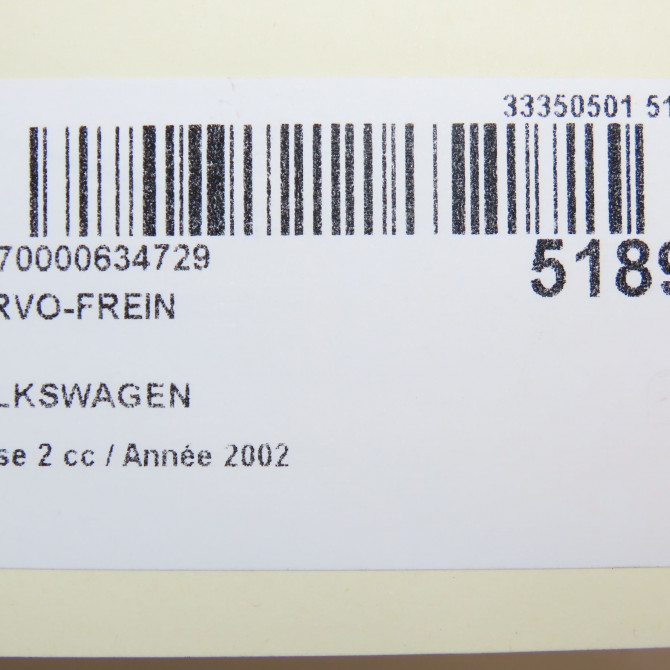 33350501 51
70000634729
5189
RVO-FREIN
LKSWAGEN
se 2 cc / Année 2002